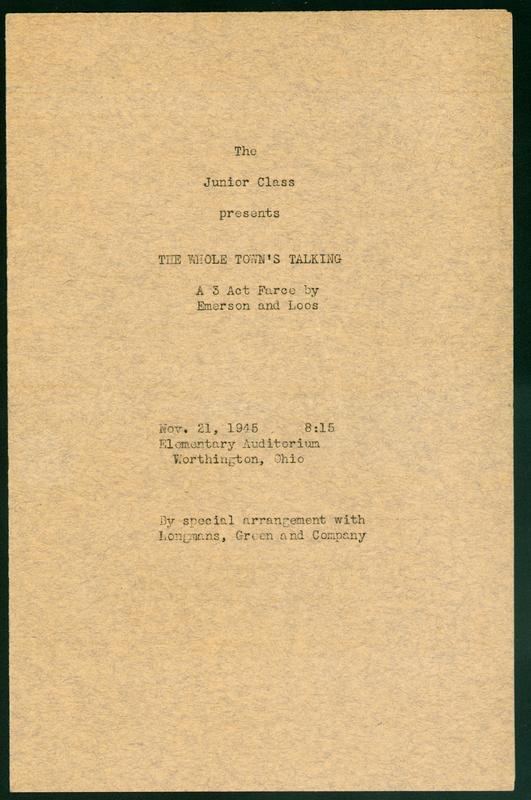 The
Junior Class
presents
THE WHOLE TOWN'S TALKING
A 3 Act Farce by
Emerson and Loos
Nov. 21, 1945 8:15
Elementary Auditorium
Worthington, Ohio
By special arrangement with
Longmans, Green and Company